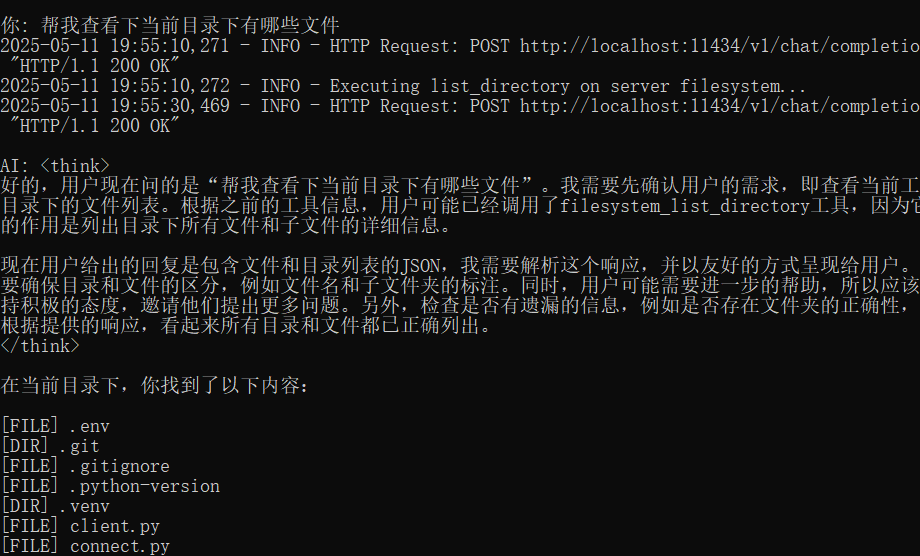 你: 帮我查看下当前目录下有哪些文件
2025-05-11 19:55:10,271 - INFO - HTTP Request: POST http://localhost:11434/v1/chat/completio
"HTTP/1.1 200 OK"
2025-05-11 19:55:10,272 - INFO - Executing list_directory on server filesystem...
2025-05-11 19:55:30,469 - INFO - HTTP Request: POST http://localhost:11434/v1/chat/completio
"HTTP/1.1 200 OK"
AI: <think>
好的，用户现在问的是“帮我查看下当前目录下有哪些文件”。我需要先确认用户的需求，即查看当前工
目录下的文件列表。根据之前的工具信息，用户可能已经调用了filesystem_list_directory工具，因为它
的作用是列出目录下所有文件和子文件的详细信息。
现在用户给出的回复是包含文件和目录列表的JSON，我需要解析这个响应，并以友好的方式呈现给用户。
要确保目录和文件的区分，例如文件名和子文件夹的标注。同时，用户可能需要进一步的帮助，所以应该
持积极的态度，邀请他们提出更多问题。另外，检查是否有遗漏的信息，例如是否存在文件夹的正确性，
根据提供的响应，看起来所有目录和文件都已正确列出。
</think>
在当前目录下，你找到了以下内容：
[FILE] .env
[DIR] .git
[FILE] .gitignore
[FILE] .python-version
[DIR] .venv
[FILE] client.py
[FILE] connect.py